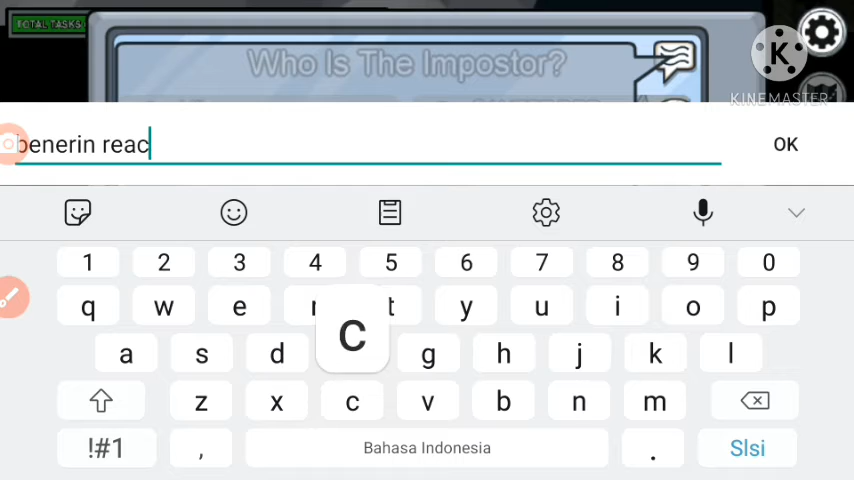 TOTAL TASKS
Who Is The Impostor?
K
KINEMASTER
benerin reac
OK
1 2 3 4 5 6 7 8 9 0
q w e r t y u i o p
a s d c g h j k l
z x c v b n m
!#1 , Bahasa Indonesia . Slsi